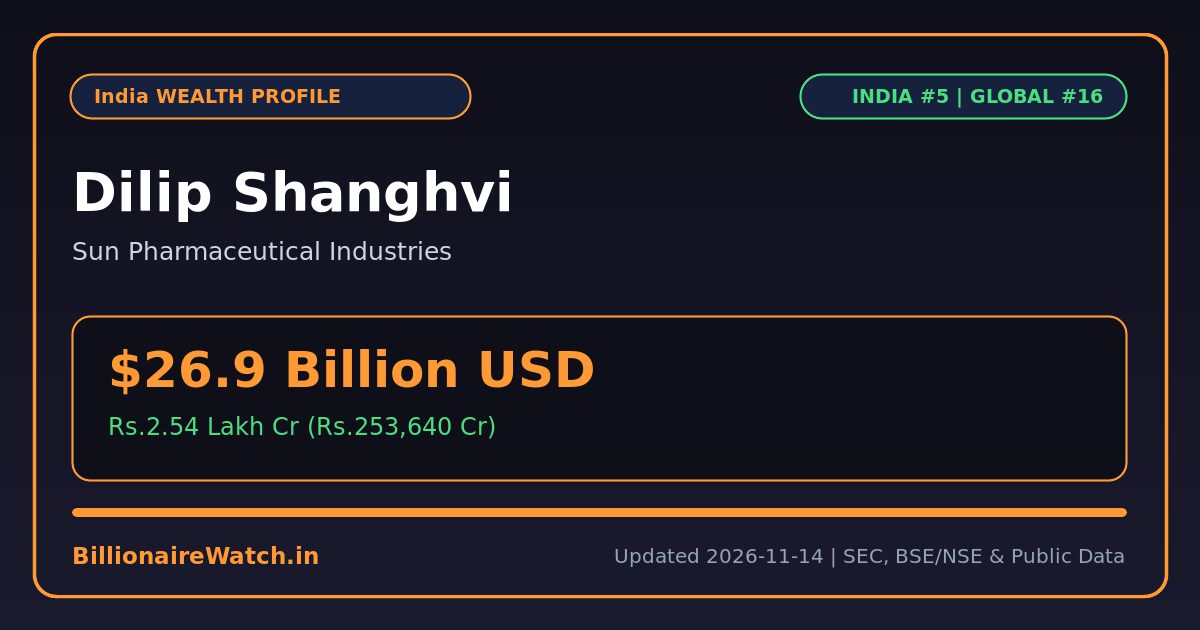 India WEALTH PROFILE
INDIA #5 | GLOBAL #16
Dilip Shanghvi
Sun Pharmaceutical Industries
$26.9 Billion USD
Rs.2.54 Lakh Cr (Rs.253,640 Cr)
BillionaireWatch.in
Updated 2026-11-14 | SEC, BSE/NSE & Public Data